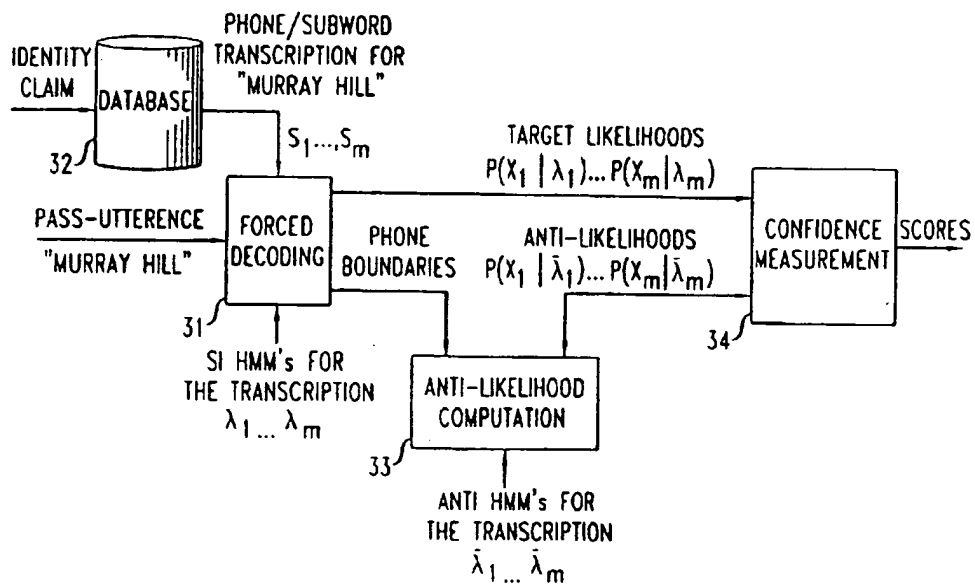 IDENTITY
CLAIM
DATABASE
32
PHONE/SUBWORD
TRANSCRIPTION FOR
"MURRAY HILL"
S1...,Sm
PASS-UTTERENCE
"MURRAY HILL"
FORCED
DECODING
31
SI HMM's FOR
THE TRANSCRIPTION
λ1... λm
PHONE
BOUNDARIES
TARGET LIKELIHOODS
P(X1 | λ1)... P(Xm | λm)
ANTI-LIKELIHOODS
P(X1 | λ̄1)... P(Xm | λ̄m)
ANTI-LIKELIHOOD
COMPUTATION
33
ANTI HMM's FOR
THE TRANSCRIPTION
λ̄1... λ̄m
CONFIDENCE
MEASUREMENT
34
SCORES